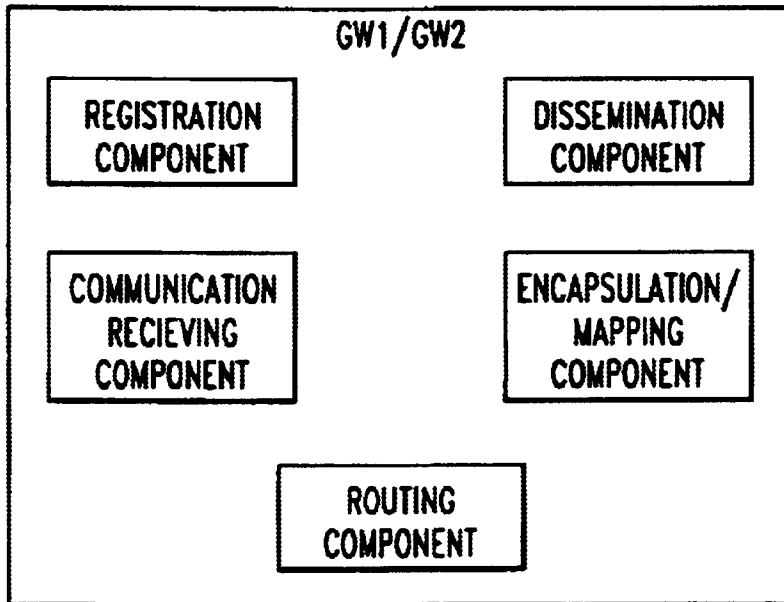 GW1/GW2
REGISTRATION
COMPONENT
DISSEMINATION
COMPONENT
COMMUNICATION
RECIEVING
COMPONENT
ENCAPSULATION/
MAPPING
COMPONENT
ROUTING
COMPONENT